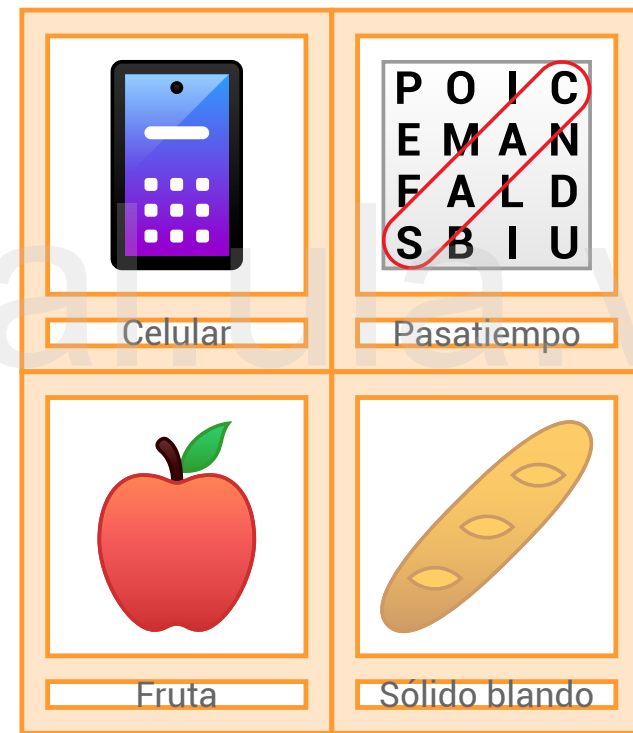 P O I C
E M A N
F A L D
S B I U
Celular
Pasatiempo
Fruta
Sólido blando